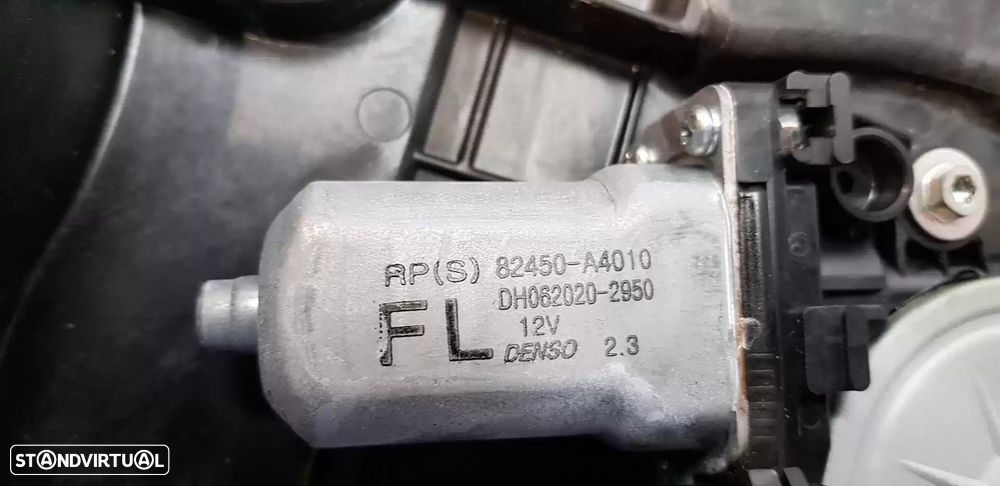 RP(S) 82450-A4010
FL DH062020-2950
12V
DENSO 2.3
STANDVIRTUAL